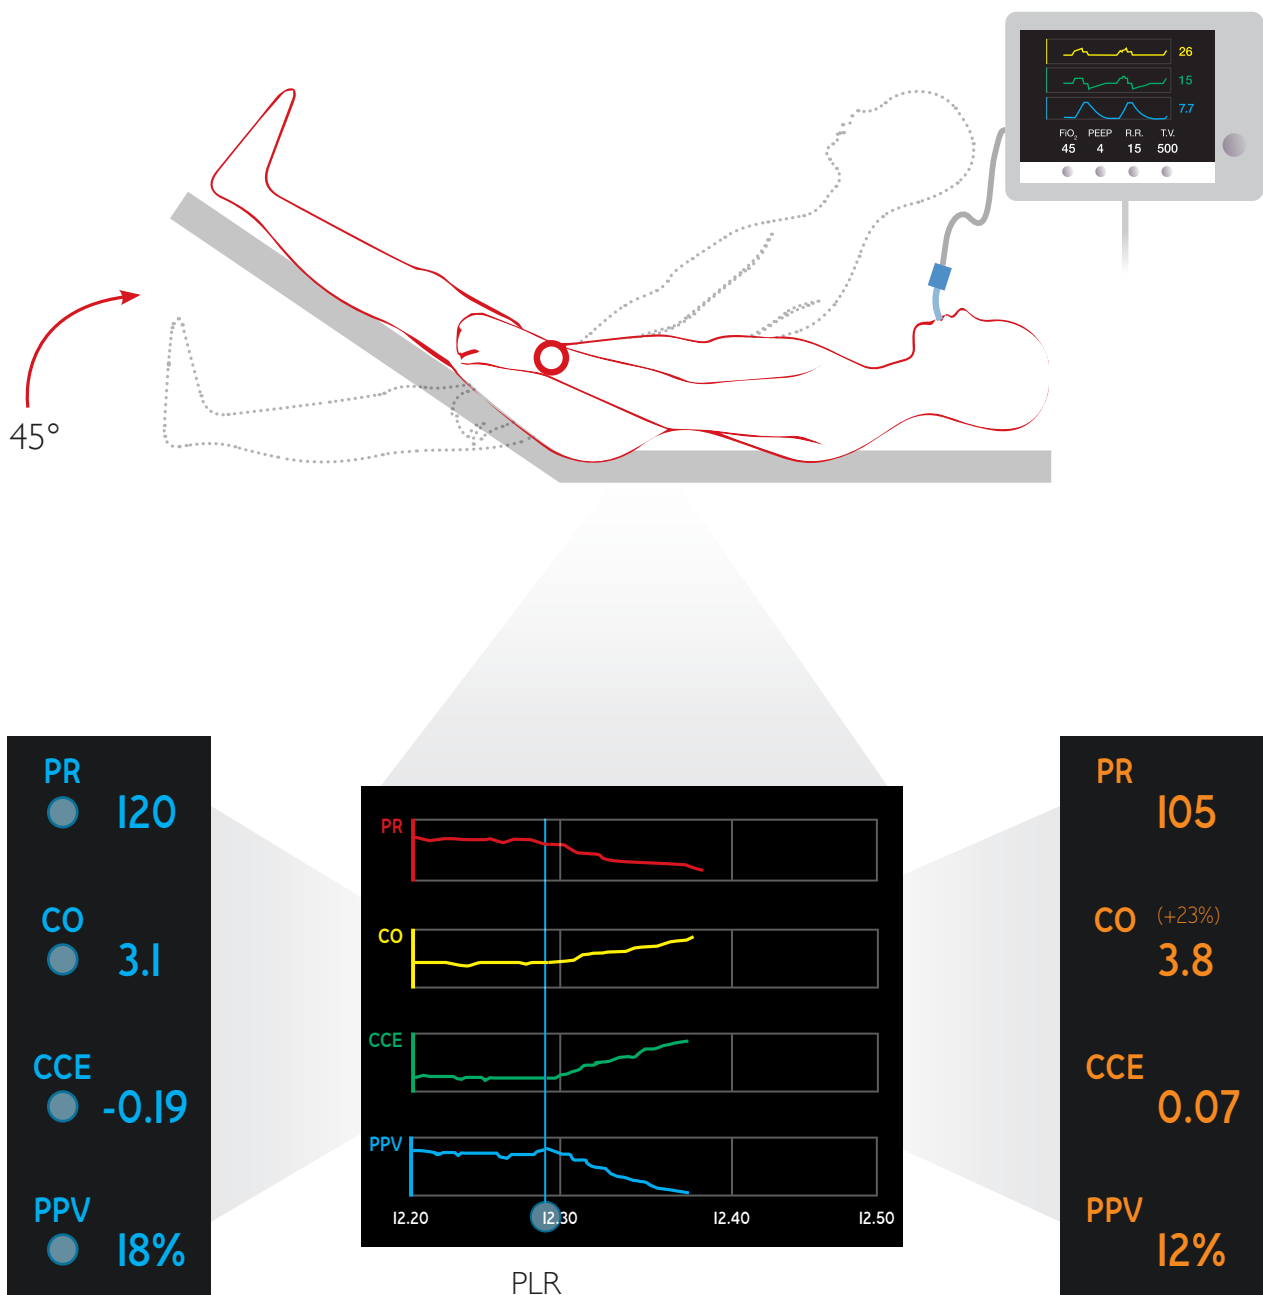 26
15
7.7
FiO2 PEEP R.R. T.V.
45 4 15 500
45°
PR
120
CO
3.1
CCE
-0.19
PPV
18%
PR
CO
CCE
PPV
12.20 12.30 12.40 12.50
PLR
PR
105
CO (+23%)
3.8
CCE
0.07
PPV
12%